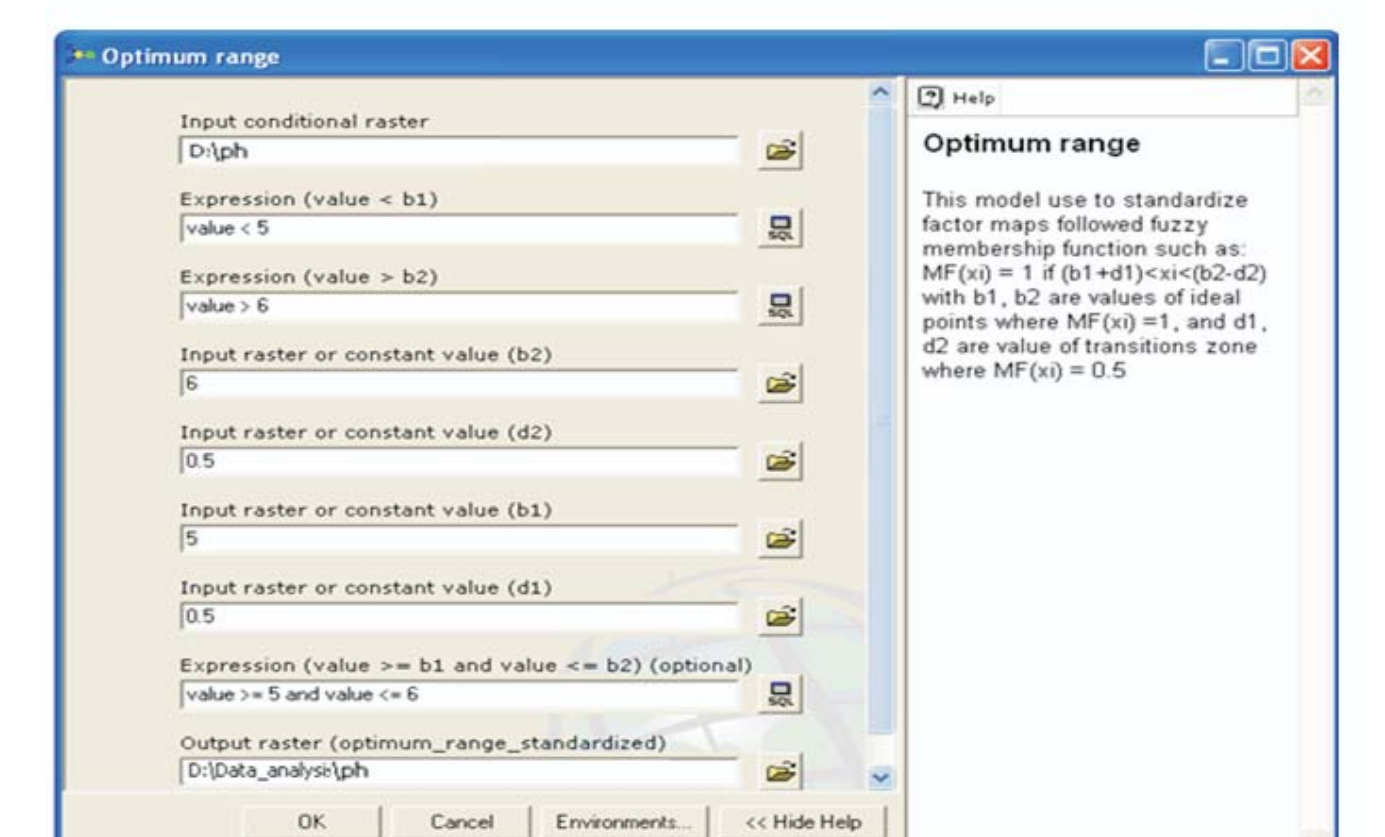 Optimum range
Input conditional raster
D:\ph
Expression (value < b1)
value < 5
SQL
Expression (value > b2)
value > 6
SQL
Input raster or constant value (b2)
6
Input raster or constant value (d2)
0.5
Input raster or constant value (b1)
5
Input raster or constant value (d1)
0.5
Expression (value >= b1 and value <= b2) (optional)
value >= 5 and value <= 6
SQL
Output raster (optimum_range_standardized)
D:\Data_analysis\ph
OK Cancel Environments... << Hide Help
Help
Optimum range
This model use to standardize
factor maps followed fuzzy
membership function such as:
MF(xi) = 1 if (b1+d1)<xi<(b2-d2)
with b1, b2 are values of ideal
points where MF(xi) =1, and d1,
d2 are value of transitions zone
where MF(xi) = 0.5